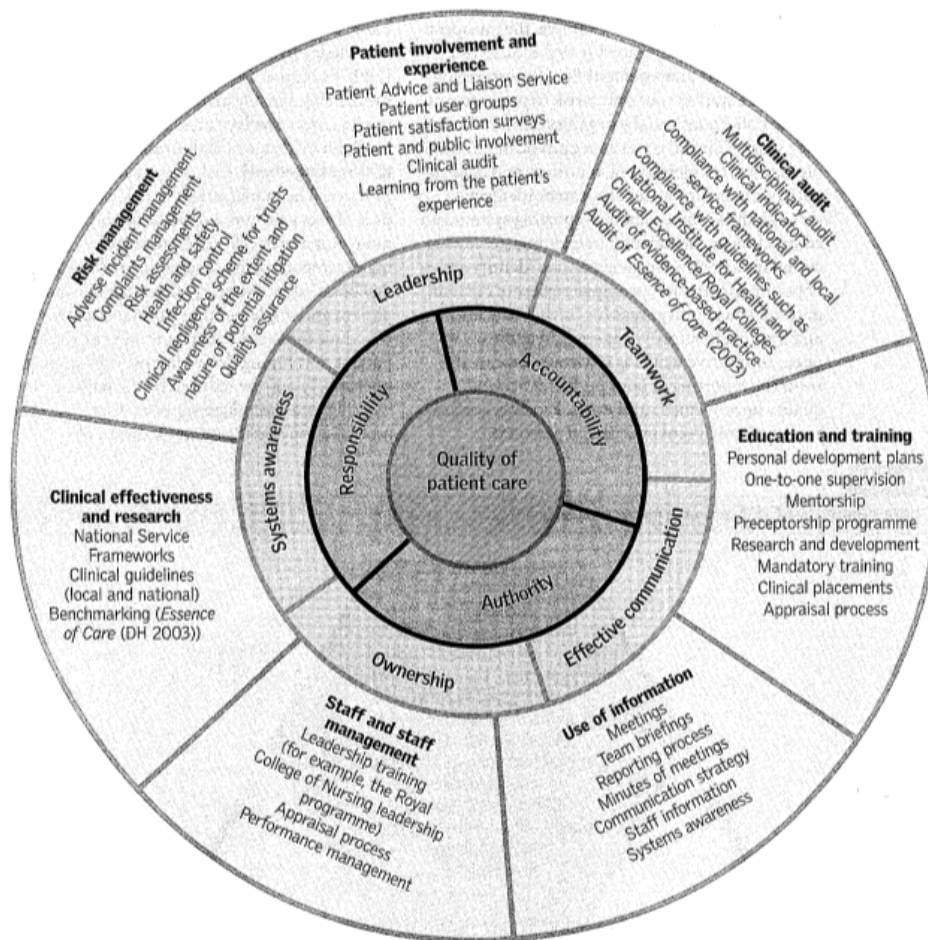 Patient involvement and
experience
Patient Advice and Liaison Service
Patient user groups
Patient satisfaction surveys
Patient and public involvement
Clinical audit
Learning from the patient's
experience
Clinical audit
Multidisciplinary audit
Clinical indicators
Compliance with national and local
service frameworks
Compliance with guidelines such as
National Institute for Health and
Clinical Excellence/Royal Colleges
Audit of evidence-based practice
Audit of Essence of Care (2003)
Education and training
Personal development plans
One-to-one supervision
Mentorship
Preceptorship programme
Research and development
Mandatory training
Clinical placements
Appraisal process
Use of information
Meetings
Team briefings
Reporting process
Minutes of meetings
Communication strategy
Staff information
Systems awareness
Staff and staff
management
Leadership training
(for example, the Royal
College of Nursing leadership
programme)
Appraisal process
Performance management
Clinical effectiveness
and research
National Service
Frameworks
Clinical guidelines
(local and national)
Benchmarking (Essence
of Care (DH 2003))
Risk management
Adverse incident management
Complaints management
Risk assessments
Health and safety
Infection control
Clinical negligence scheme for trusts
Awareness of the extent and
nature of potential litigation
Quality assurance
Leadership
Teamwork
Effective communication
Ownership
Systems awareness
Responsibility
Accountability
Authority
Quality of
patient care